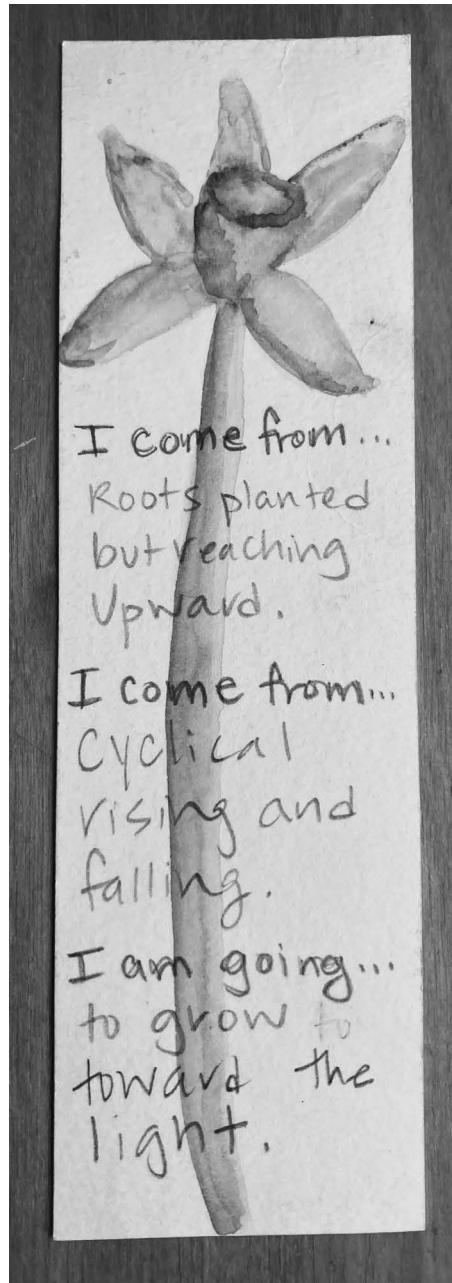 I come from...
Roots planted
but reaching
Upward.
I come from...
Cyclical
rising and
falling.
I am going...
to grow to
toward the
light.